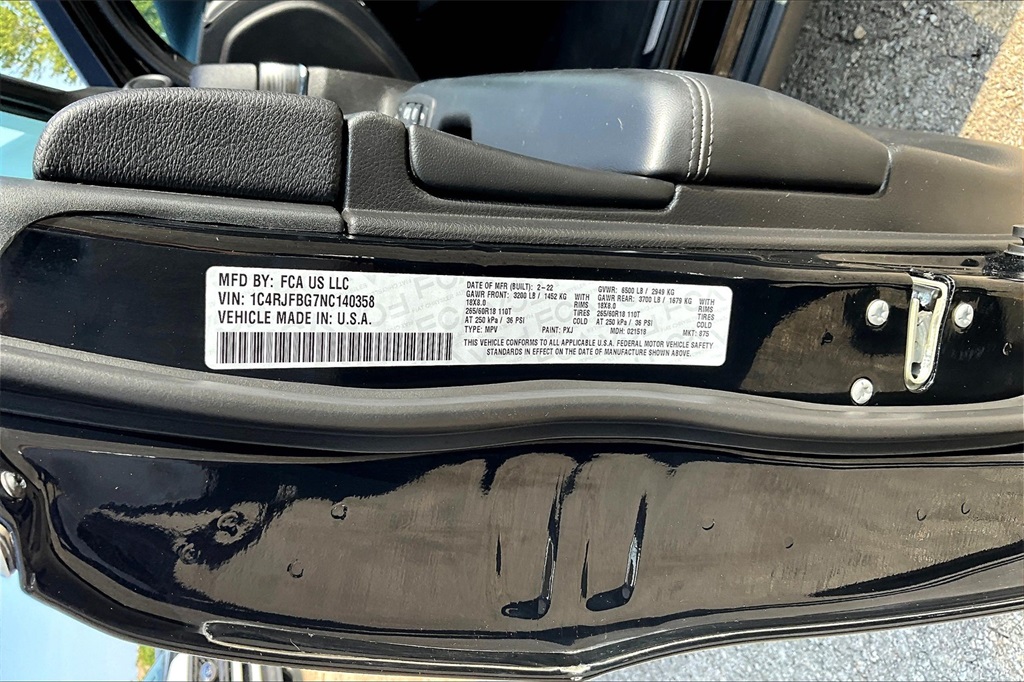 MFD BY: FCA US LLC
VIN: 1C4RJFBG7NC140358
VEHICLE MADE IN: U.S.A.
DATE OF MFR (BUILT): 2-22 GVWR: 6500 LB / 2949 KG
GAWR FRONT: 3200 LB / 1452 KG WITH GAWR REAR: 3700 LB / 1679 KG WITH
18X8.0 RIMS 18X8.0 RIMS
265/60R18 110T TIRES 265/60R18 110T TIRES
AT 250 kPa / 36 PSI COLD AT 250 kPa / 36 PSI COLD
TYPE: MPV PAINT: PXJ MDH: 021518 MKT: 875
THIS VEHICLE CONFORMS TO ALL APPLICABLE U.S.A. FEDERAL MOTOR VEHICLE SAFETY
STANDARDS IN EFFECT ON THE DATE OF MANUFACTURE SHOWN ABOVE.